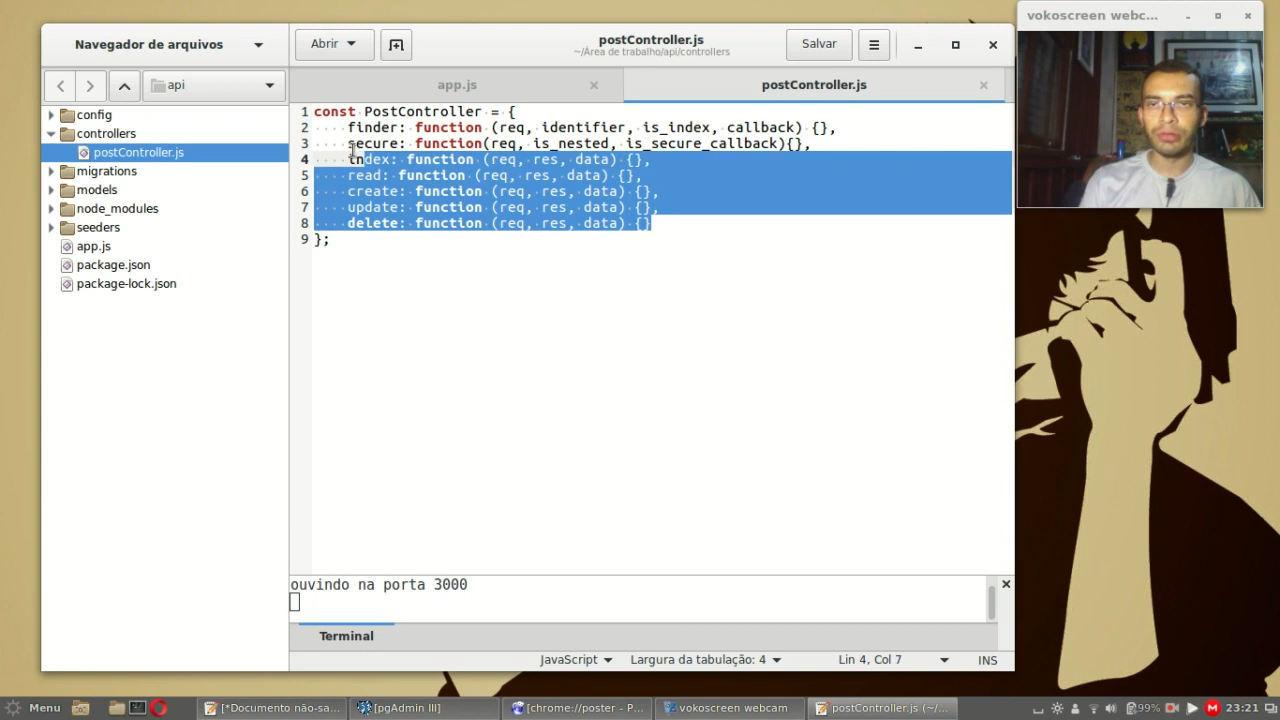 vokoscreen webc...
Navegador de arquivos
Abrir
postController.js
~/Área de trabalho/api/controllers
Salvar
api
app.js
postController.js
config
controllers
postController.js
migrations
models
node_modules
seeders
app.js
package.json
package-lock.json
1 const PostController = {
2 finder: function (req, identifier, is_index, callback) {},
3 secure: function(req, is_nested, is_secure_callback){},
4 index: function (req, res, data) {},
5 read: function (req, res, data) {},
6 create: function (req, res, data) {},
7 update: function (req, res, data) {},
8 delete: function (req, res, data) {}
9 };
ouvindo na porta 3000
Terminal
JavaScript
Largura da tabulação: 4
Lin 4, Col 7
INS
Menu
[*Documento não-sa...
[pgAdmin III]
[chrome://poster - P...
vokoscreen webcam
postController.js (~/...
99%
23:21